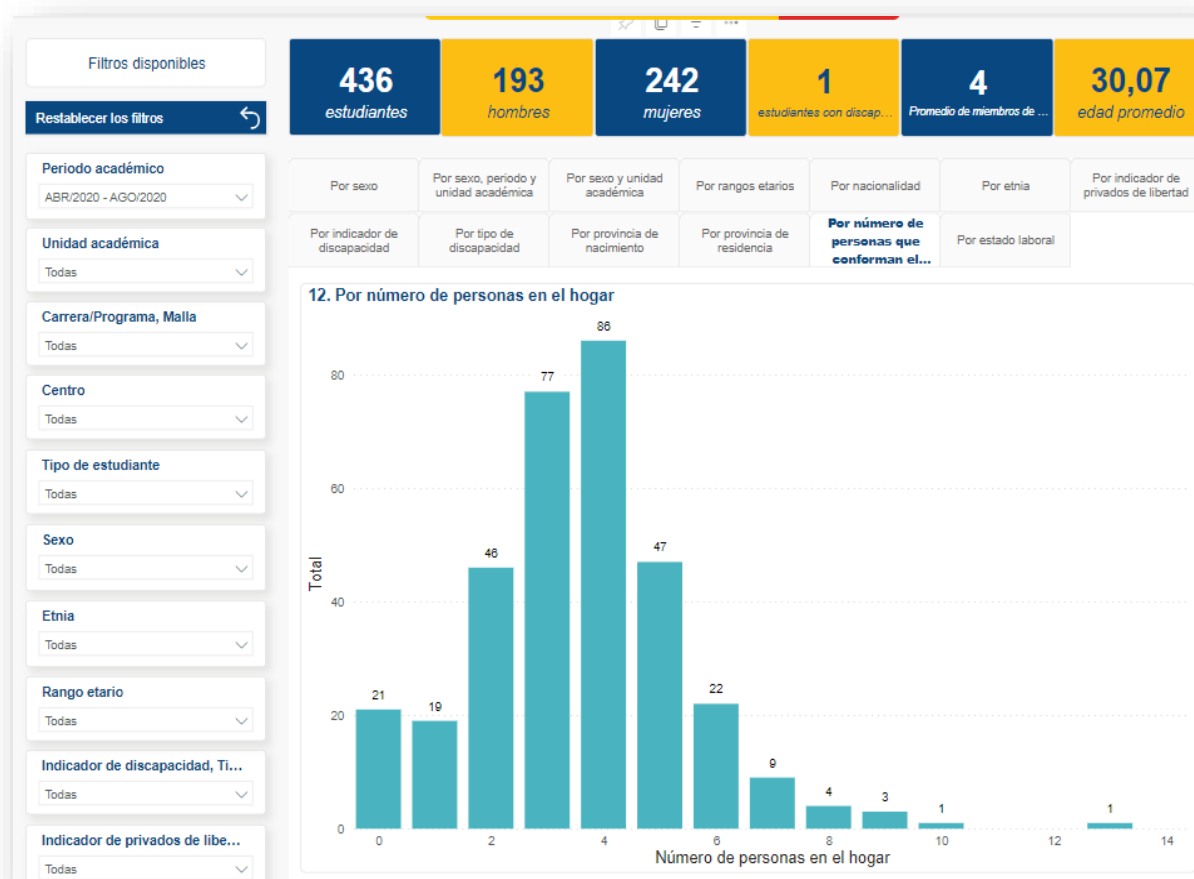 Filtros disponibles
Restablecer los filtros
436
estudiantes
193
hombres
242
mujeres
1
estudiantes con discap...
4
Promedio de miembros de ...
30,07
edad promedio
Periodo académico
ABR/2020 - AGO/2020
Unidad académica
Todas
Carrera/Programa, Malla
Todas
Centro
Todas
Tipo de estudiante
Todas
Sexo
Todas
Etnia
Todas
Rango etario
Todas
Indicador de discapacidad, Ti...
Todas
Indicador de privados de libe...
Todas
Por sexo
Por sexo, periodo y
unidad académica
Por sexo y unidad
académica
Por rangos etarios
Por nacionalidad
Por etnia
Por indicador de
privados de libertad
Por indicador de
discapacidad
Por tipo de
discapacidad
Por provincia de
nacimiento
Por provincia de
residencia
Por número de
personas que
conforman el...
Por estado laboral
12. Por número de personas en el hogar
Total
80
60
40
20
0
21
19
46
77
86
47
22
9
4
3
1
1
0
2
4
6
8
10
12
14
Número de personas en el hogar